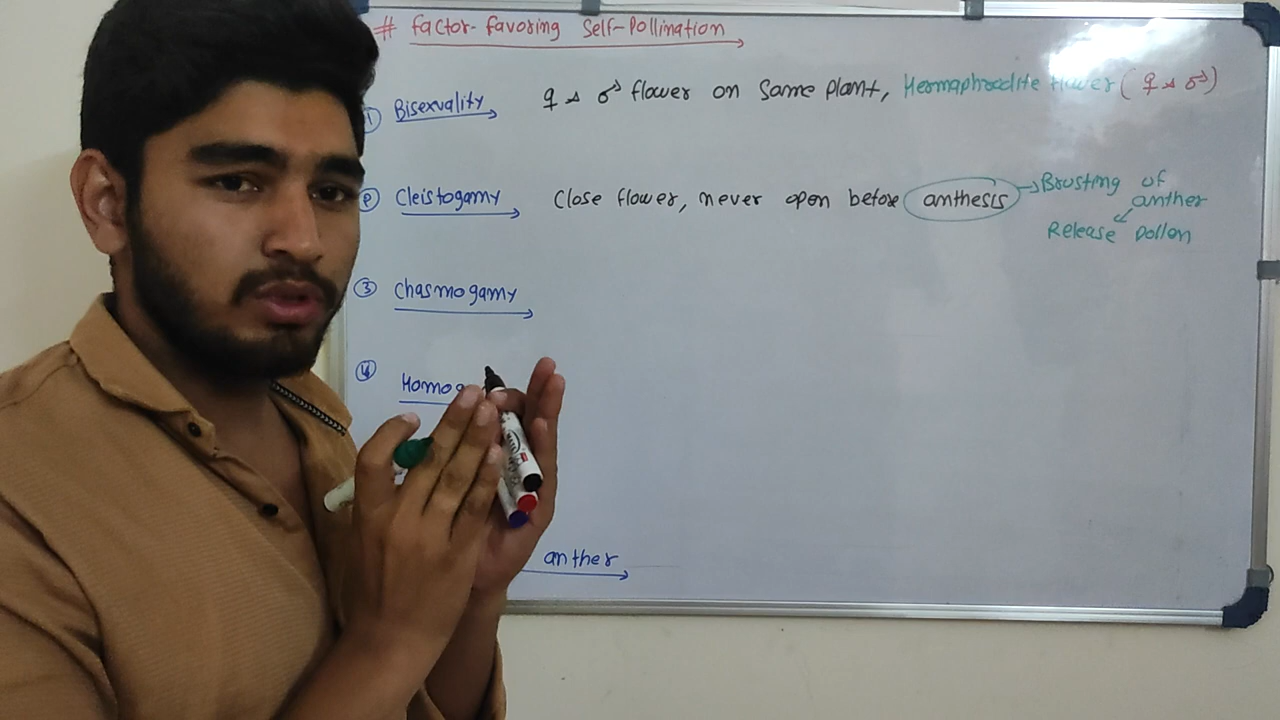 # factor-favoring Self-Pollination
① Bisexuality ♀ & ♂ flower on Same plant, Hermaphrodite flower (♀ & ♂)
② Cleistogamy Close flower, never open before anthesis → Brusting of anther
Release pollen
③ Chasmogamy
④ Homog
anther